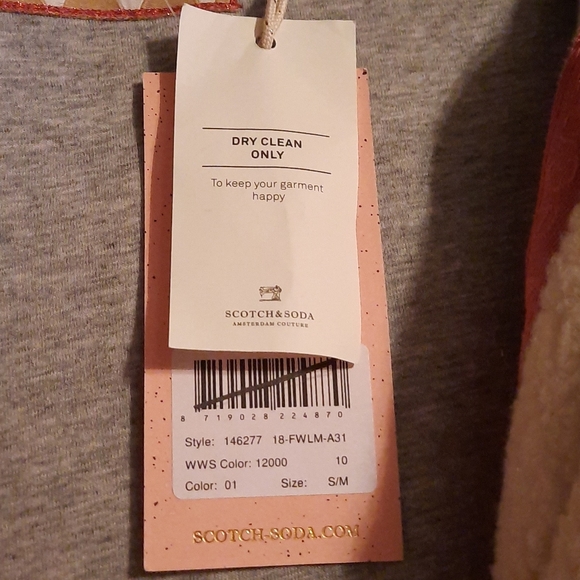 DRY CLEAN
ONLY
To keep your garment
happy
SCOTCH & SODA
AMSTERDAM COUTURE
8 719028 224870
Style: 146277 18-FWLM-A31
WWS Color: 12000 10
Color: 01 Size: S/M
SCOTCH-SODA.COM